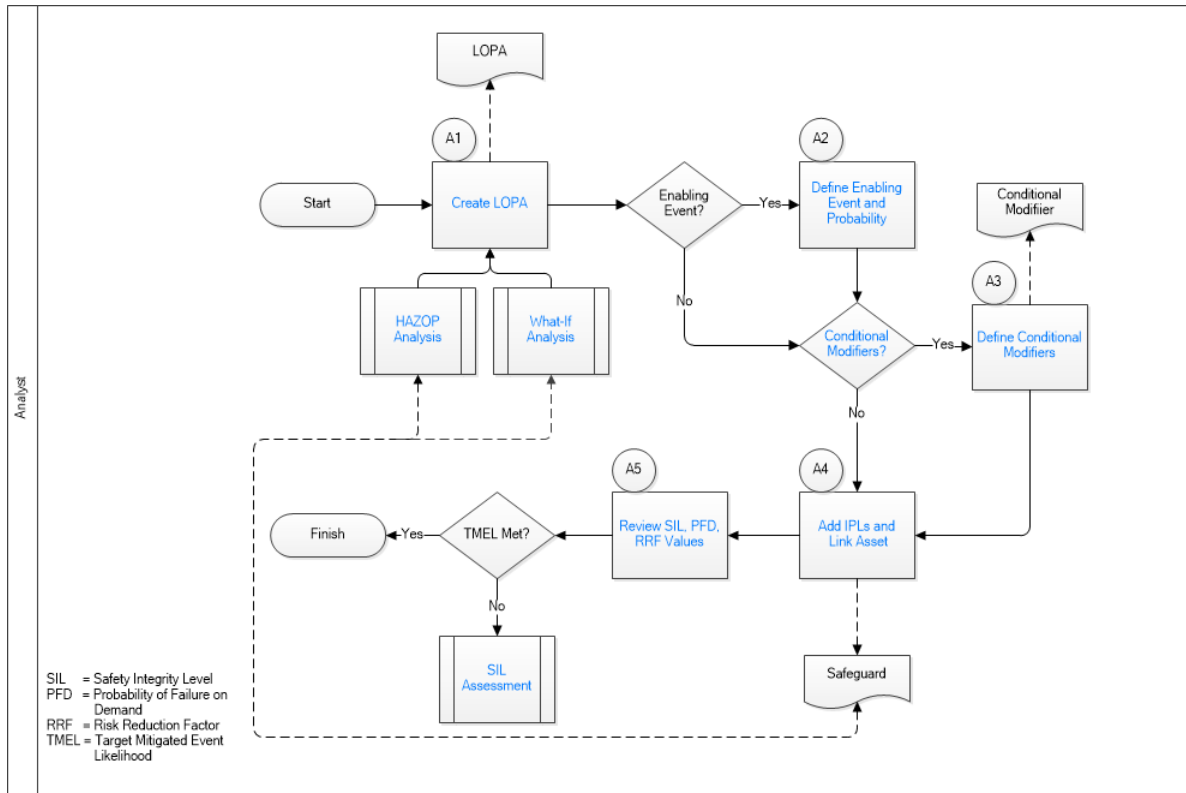 LOPA
A1
A2
Start
Create LOPA
Enabling
Event?
Yes
Define Enabling
Event and
Probability
Conditional
Modifiier
No
A3
HAZOP
Analysis
What-If
Analysis
Conditional
Modifiers?
Yes
Define Conditional
Modifiers
Analyst
No
A5
A4
Finish
Yes
TMEL Met?
Review SIL, PFD,
RRF Values
Add IPLs and
Link Asset
No
SIL
Assessment
Safeguard
SIL = Safety Integrity Level
PFD = Probability of Failure on
Demand
RRF = Risk Reduction Factor
TMEL = Target Mitigated Event
Likelihood